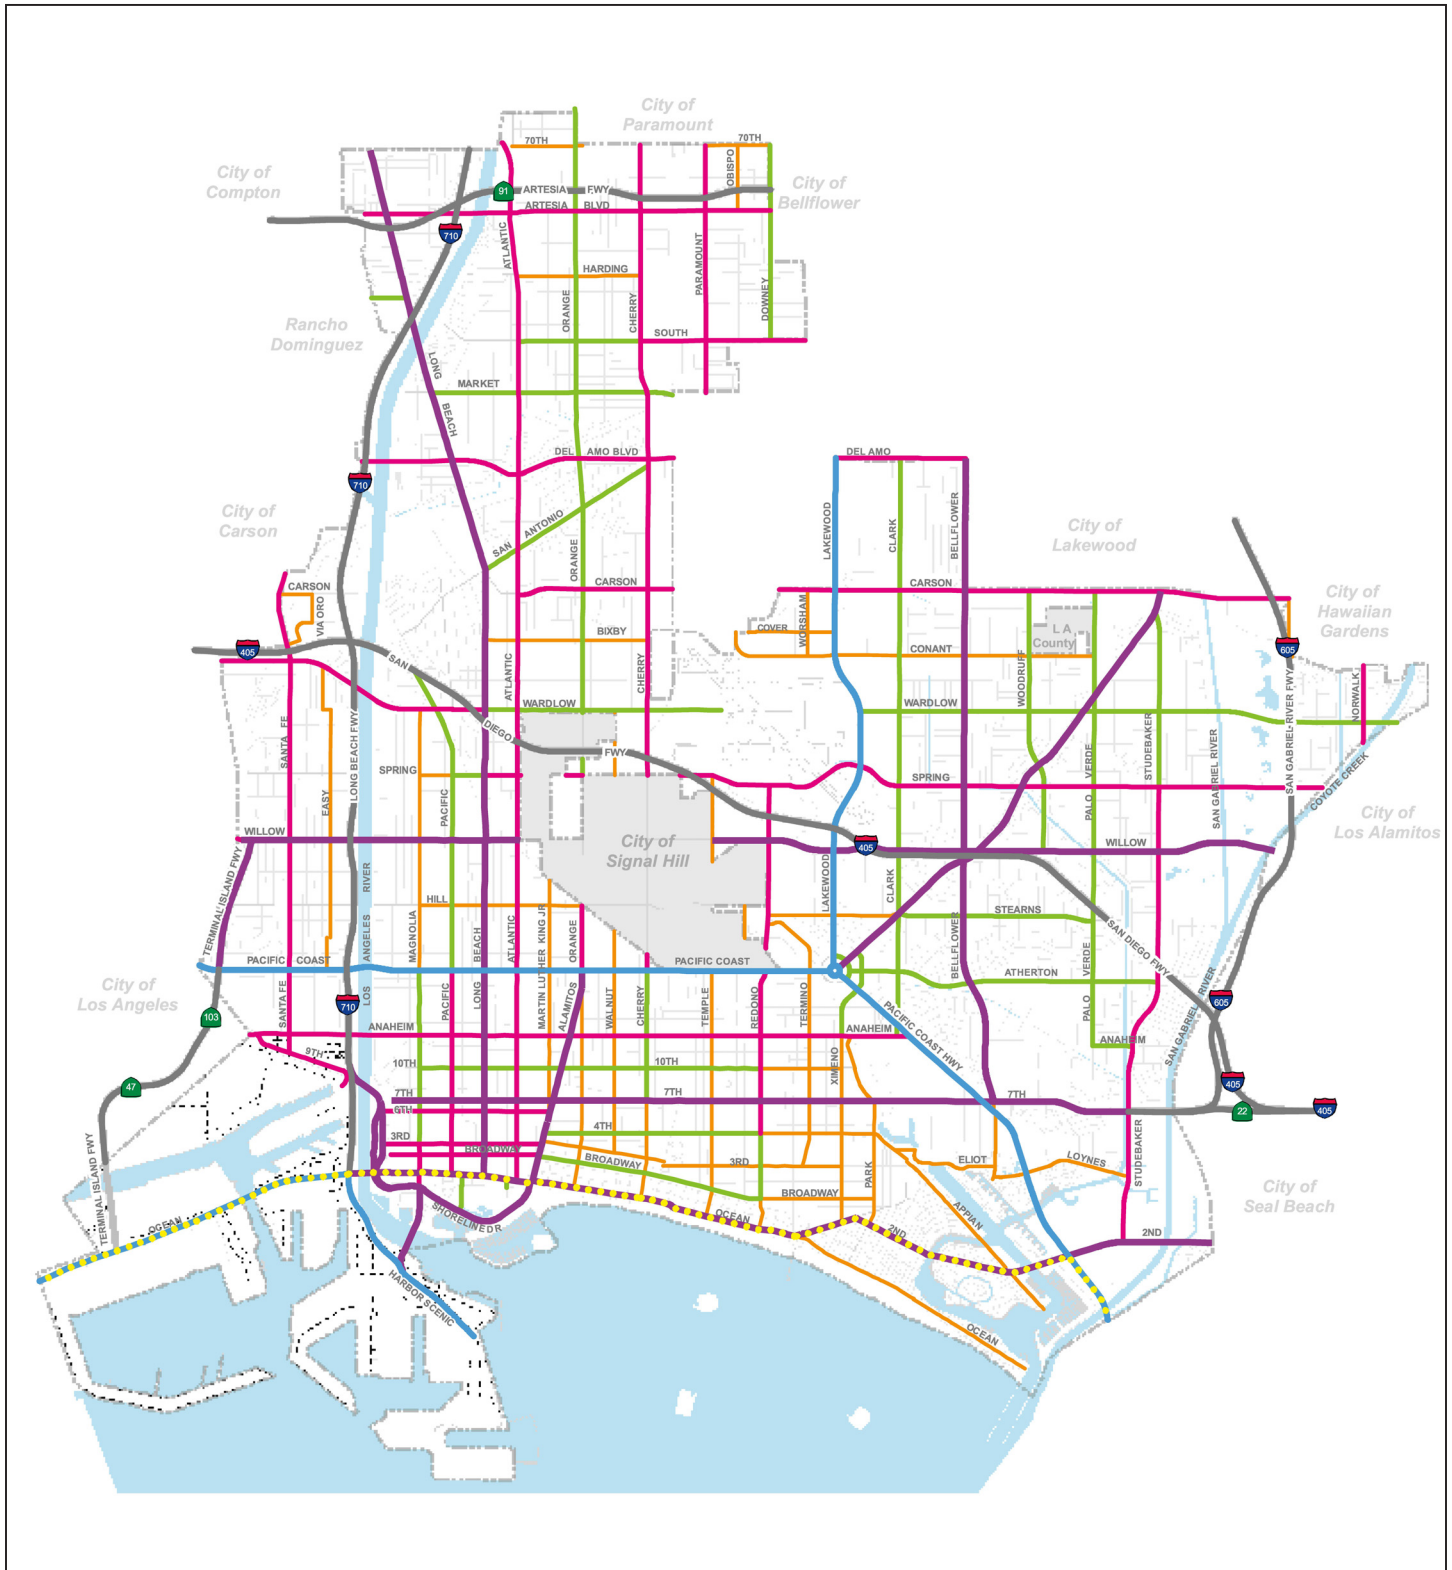 City of
Paramount
70TH
70TH
OBISPO
City of
Compton
City of
Bellflower
91
ARTESIA FWY
ARTESIA BLVD
710
ATLANTIC
HARDING
ORANGE
CHERRY
PARAMOUNT
DOWNEY
Rancho
Dominguez
SOUTH
LONG
BEACH
MARKET
DEL AMO BLVD
DEL AMO
710
City of
Carson
SAN ANTONIO
ORANGE
LAKEWOOD
CLARK
BELLFLOWER
City of
Lakewood
CARSON
CARSON
CARSON
City of
Hawaiian
Gardens
VIA ORO
BIXBY
COVER
WORSHAM
L A
County
405
SAN
DIEGO
FWY
CONANT
605
ATLANTIC
CHERRY
WOODRUFF
NORWALK
WARDLOW
WARDLOW
SANTA FE
LONG BEACH FWY
EASY
SPRING
PACIFIC
SPRING
PALO VERDE
STUDEBAKER
SAN GABRIEL RIVER
SAN GABRIEL RIVER FWY
COYOTE CREEK
City of
Los Alamitos
WILLOW
City of
Signal Hill
405
WILLOW
TERMINAL ISLAND FWY
LOS ANGELES RIVER
LAKEWOOD
CLARK
HILL
STEARNS
MAGNOLIA
LONG BEACH
ATLANTIC
MARTIN LUTHER KING JR
ORANGE
BELLFLOWER
SAN DIEGO FWY
PACIFIC COAST
PACIFIC COAST
ATHERTON
PALO VERDE
City of
Los Angeles
SANTA FE
710
PACIFIC
ALAMITOS
WALNUT
CHERRY
TEMPLE
REDONO
TERMINO
PACIFIC COAST HWY
605
SAN GABRIEL RIVER
103
ANAHEIM
ANAHEIM
ANAHEIM
9TH
10TH
10TH
XIMENO
47
7TH
7TH
7TH
405
22
405
6TH
4TH
3RD
BROADWAY
BROADWAY
3RD
ELIOT
LOYNES
TERMINAL ISLAND FWY
STUDEBAKER
PARK
BROADWAY
City of
Seal Beach
OCEAN
SHORELINE DR
OCEAN
2ND
APPIAN
2ND
HARBOR SCENIC
OCEAN